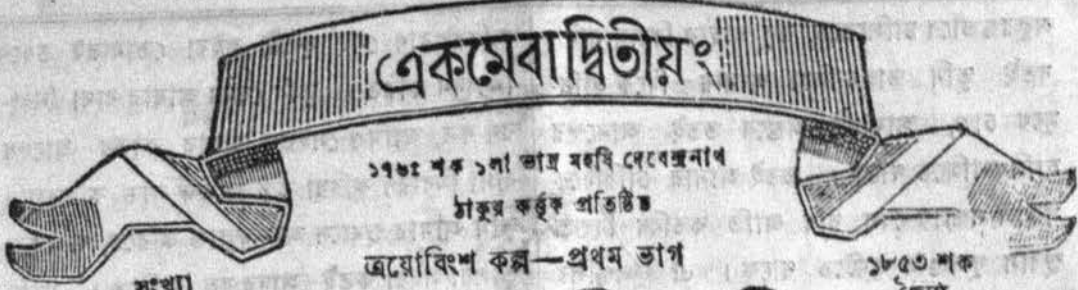 একমেবাদ্বিতীয়ং
১৭৬৫ শক ১লা ভাদ্র মহর্ষি দেবেন্দ্রনাথ
ঠাকুর কর্ত্তৃক প্রতিষ্ঠিত
ত্রয়োবিংশ কল্প—প্রথম ভাগ
সংখ্যা
১৮৫৩ শক